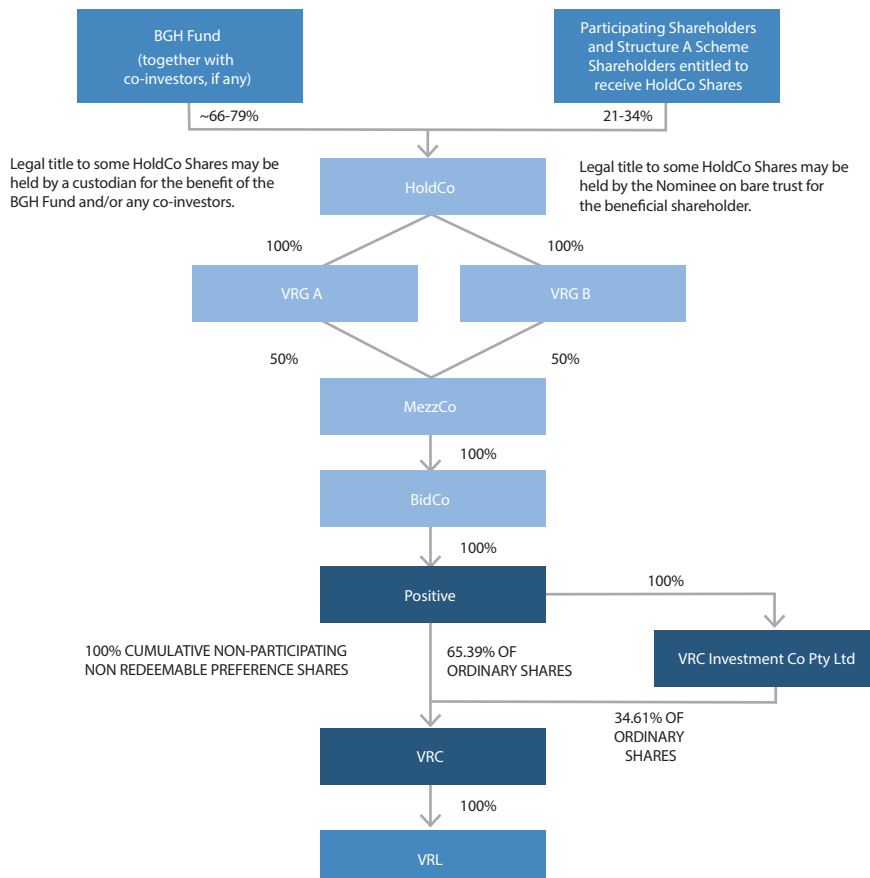 BGH Fund
(together with
co-investors, if any)
Participating Shareholders
and Structure A Scheme
Shareholders entitled to
receive HoldCo Shares
~66-79%
21-34%
Legal title to some HoldCo Shares may be
held by a custodian for the benefit of the
BGH Fund and/or any co-investors.
HoldCo
Legal title to some HoldCo Shares may be
held by the Nominee on bare trust for
the beneficial shareholder.
100%
100%
VRG A
VRG B
50%
50%
MezzCo
100%
BidCo
100%
Positive
100%
100% CUMULATIVE NON-PARTICIPATING
NON REDEEMABLE PREFERENCE SHARES
65.39% OF
ORDINARY SHARES
VRC Investment Co Pty Ltd
34.61% OF
ORDINARY
SHARES
VRC
100%
VRL